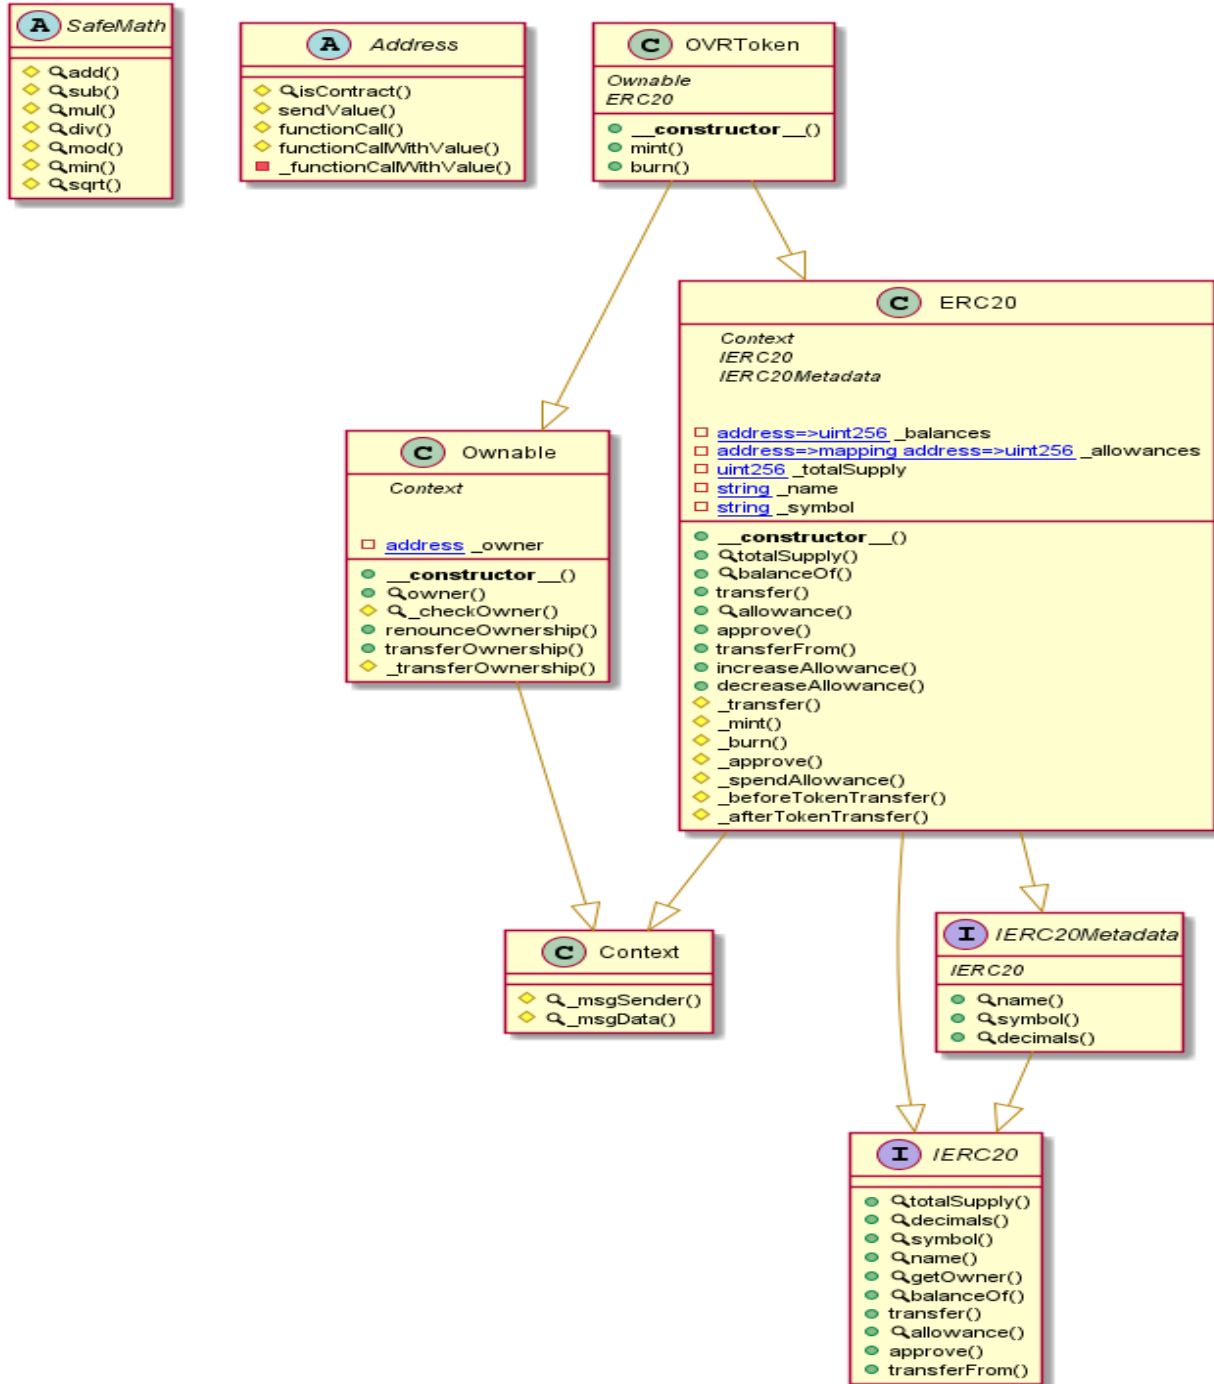 A SafeMath
add()
sub()
mul()
div()
mod()
min()
sqrt()
A Address
isContract()
sendValue()
functionCall()
functionCallWithValue()
_functionCallWithValue()
C OVRToken
Ownable
ERC20
__constructor__()
mint()
burn()
C ERC20
Context
IERC20
IERC20Metadata
address=>uint256 _balances
address=>mapping address=>uint256 _allowances
uint256 _totalSupply
string _name
string _symbol
__constructor__()
totalSupply()
balanceOf()
transfer()
allowance()
approve()
transferFrom()
increaseAllowance()
decreaseAllowance()
_transfer()
_mint()
_burn()
_approve()
_spendAllowance()
_beforeTokenTransfer()
_afterTokenTransfer()
C Ownable
Context
address _owner
__constructor__()
owner()
_checkOwner()
renounceOwnership()
transferOwnership()
_transferOwnership()
C Context
_msgSender()
_msgData()
I IERC20Metadata
IERC20
name()
symbol()
decimals()
I IERC20
totalSupply()
decimals()
symbol()
name()
getOwner()
balanceOf()
transfer()
allowance()
approve()
transferFrom()